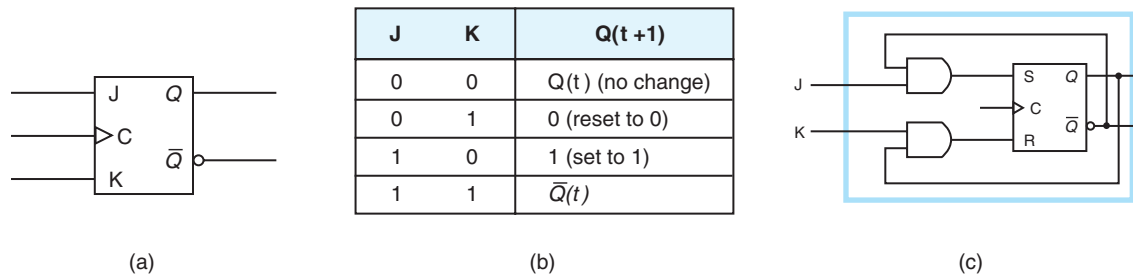 J Q
C
Q̅
K
(a)
J K Q(t +1)
0 0 Q(t ) (no change)
0 1 0 (reset to 0)
1 0 1 (set to 1)
1 1 Q̅(t)
(b)
J
K
S Q
C
Q̅
R
(c)